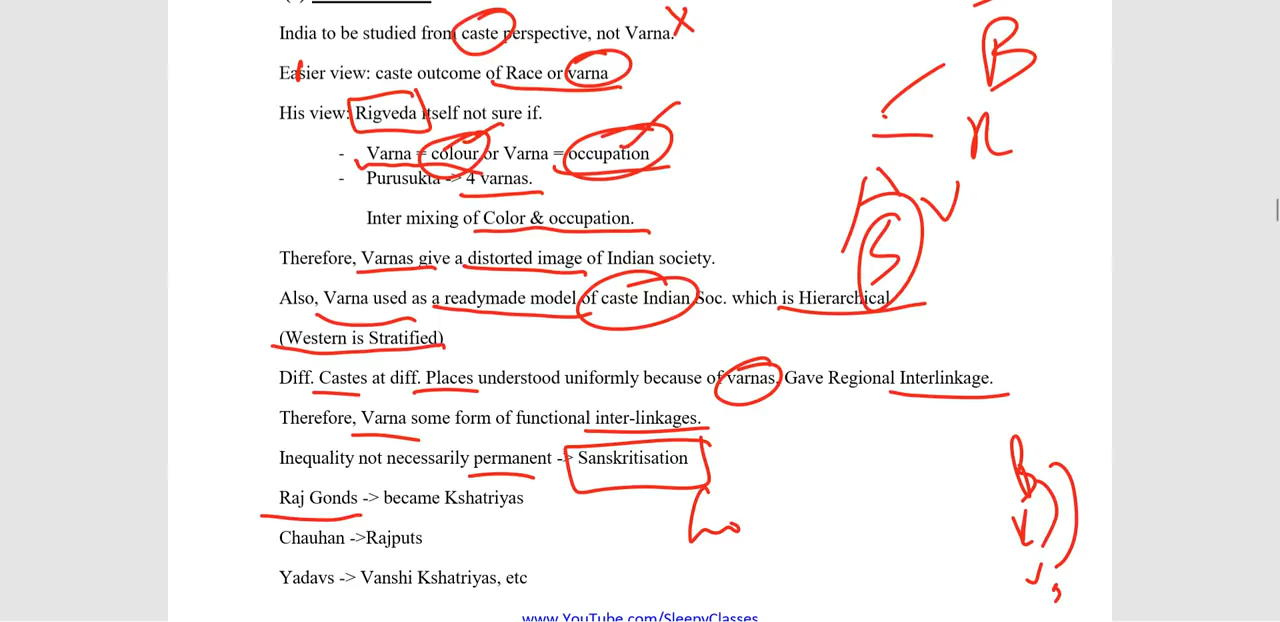 India to be studied from caste perspective, not Varna. X
B
Easier view: caste outcome of Race or varna
His view: Rigveda itself not sure if.
- Varna = colour or Varna = occupation
- Purusukta -> 4 varnas.
Inter mixing of Color & occupation.
Therefore, Varnas give a distorted image of Indian society.
Also, Varna used as a readymade model of caste Indian Soc. which is Hierarchical
(Western is Stratified)
Diff. Castes at diff. Places understood uniformly because of varnas. Gave Regional Interlinkage.
Therefore, Varna some form of functional inter-linkages.
Inequality not necessarily permanent -> Sanskritisation
Raj Gonds -> became Kshatriyas
Chauhan ->Rajputs
Yadavs -> Vanshi Kshatriyas, etc
www.YouTube.com/SleepyClasses